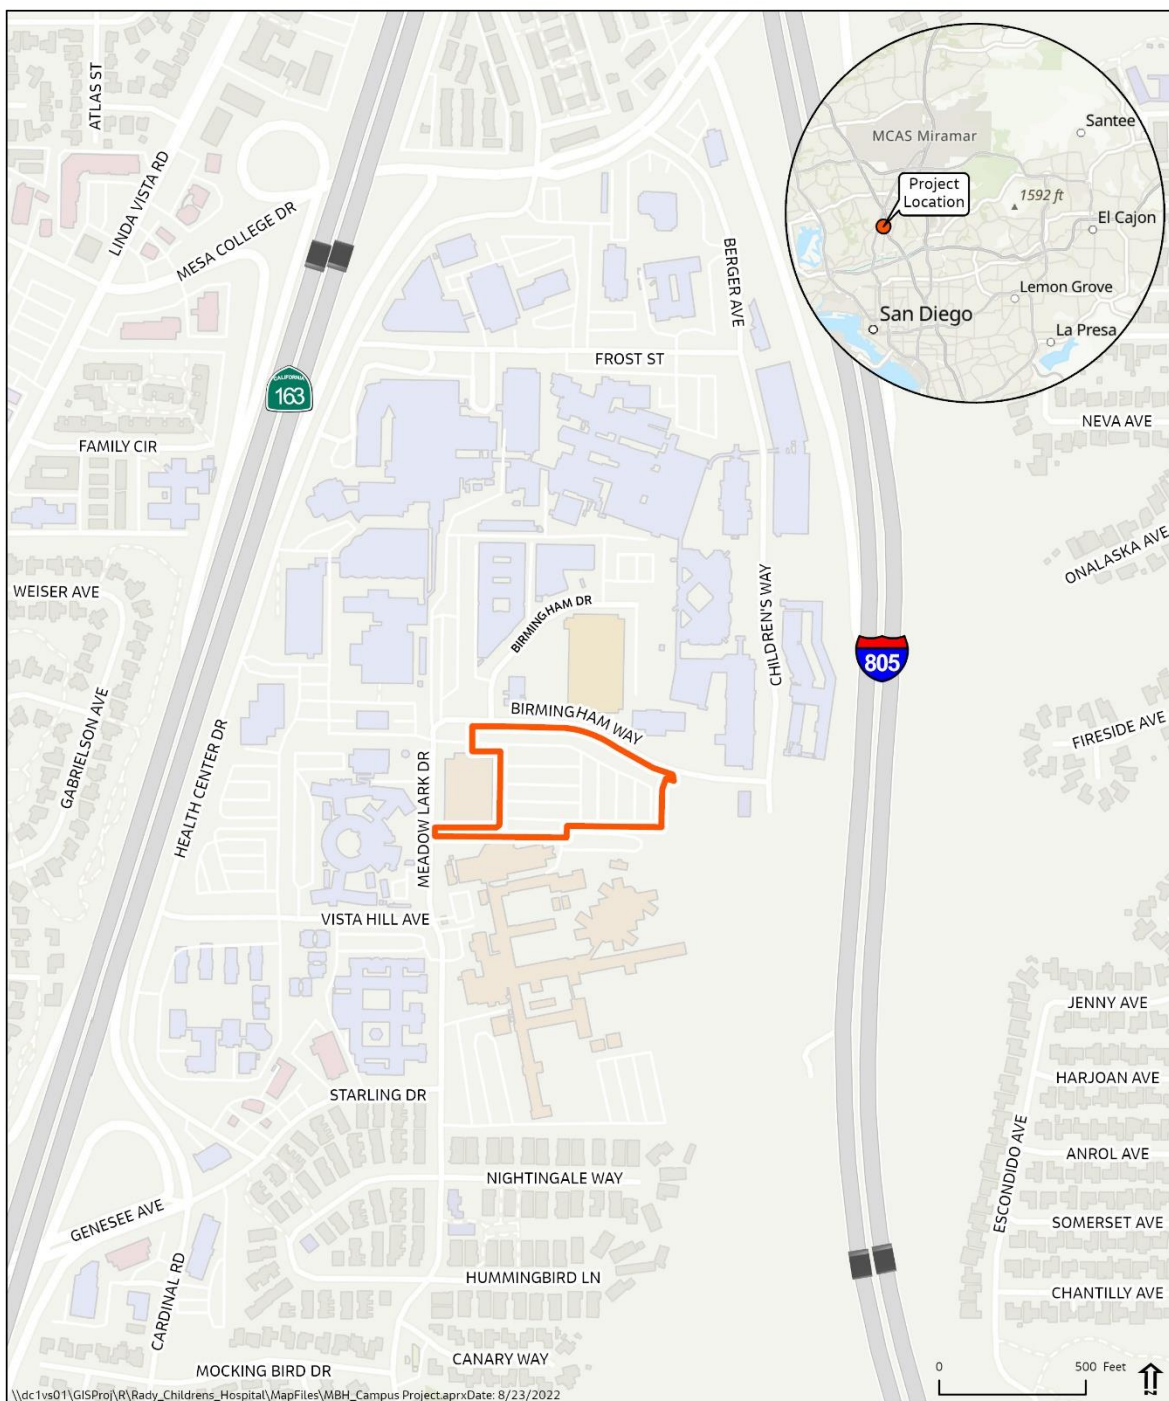 ATLAS ST
LINDA VISTA RD
MESA COLLEGE DR
MCAS Miramar
Santee
Project
Location
1592 ft
El Cajon
Lemon Grove
San Diego
La Presa
BERGER AVE
FROST ST
CALIFORNIA
163
NEVA AVE
FAMILY CIR
ONALASKA AVE
WEISER AVE
BIRMINGHAM DR
CHILDREN'S WAY
805
GABRIELSON AVE
HEALTH CENTER DR
BIRMINGHAM WAY
FIRESIDE AVE
MEADOW LARK DR
VISTA HILL AVE
JENNY AVE
STARLING DR
HARJOAN AVE
ESCONDIDO AVE
ANROL AVE
NIGHTINGALE WAY
GENESEE AVE
SOMERSET AVE
CARDINAL RD
HUMMINGBIRD LN
CHANTILLY AVE
CANARY WAY
MOCKING BIRD DR
0 500 Feet
N
\\dc1vs01\GISProj\R\Rady_Childrens_Hospital\MapFiles\MBH_Campus Project.aprxDate: 8/23/2022